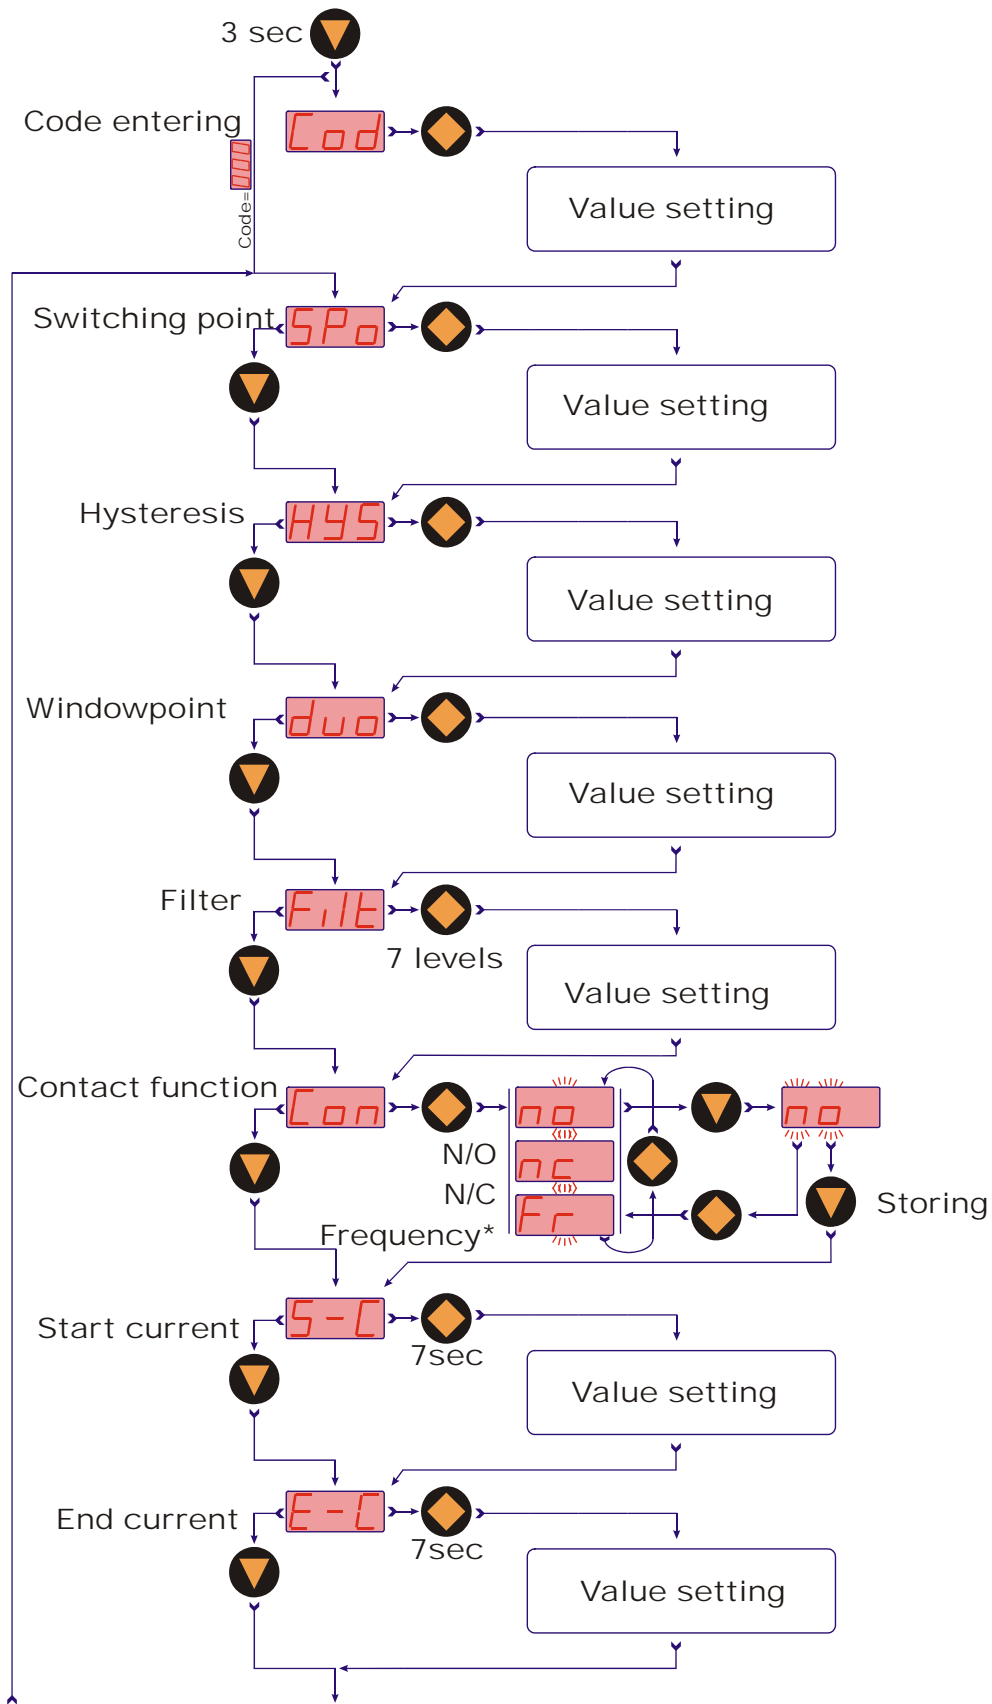 3 sec
Code entering
Cod
Code=000
Value setting
Switching point
SPo
Value setting
Hysteresis
HYS
Value setting
Windowpoint
duo
Value setting
Filter
Filt
7 levels
Value setting
Contact function
Con
no
no
N/O
nc
N/C
Fr
Storing
Frequency*
S-C
Start current
7sec
Value setting
E-C
End current
7sec
Value setting